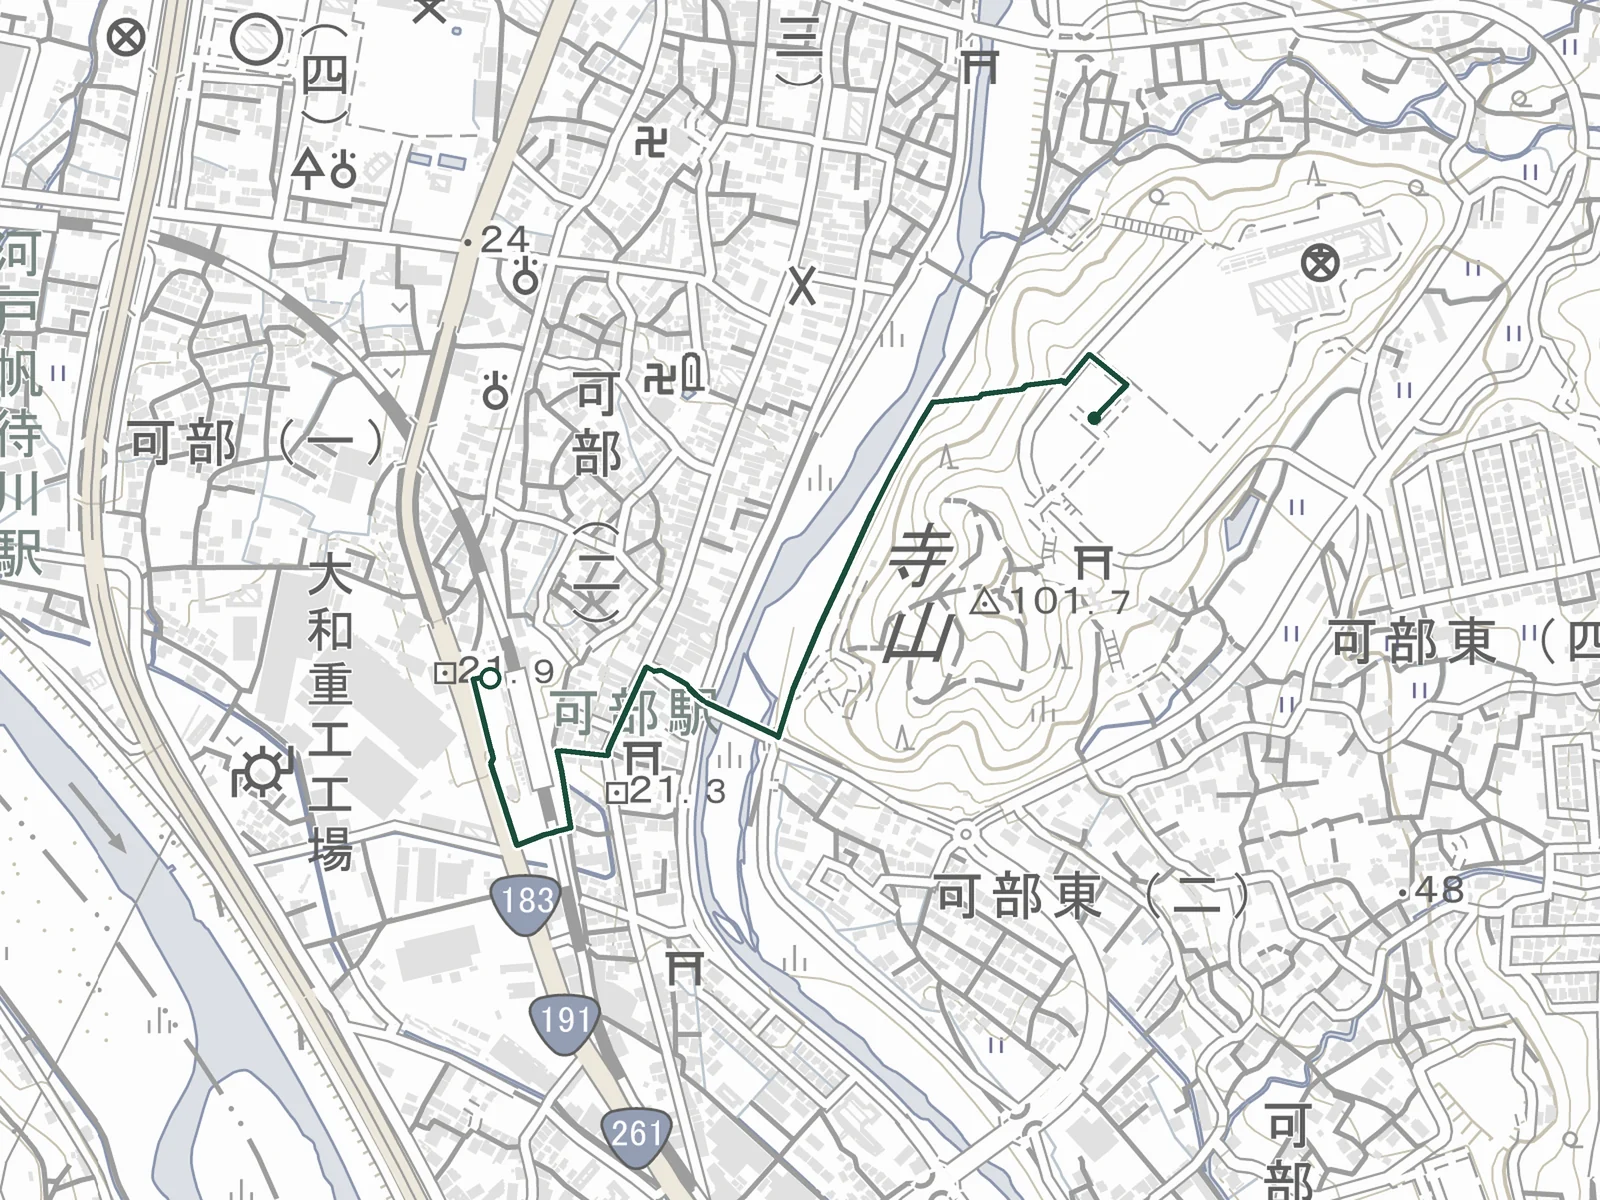 （四）
三）
24
河戸帆待川駅
可部（一）
可部（二）
大和重工工場
寺山
101.7
可部東（四
21.9
可部駅
21.3
183
可部東（二）
48
191
261
可部